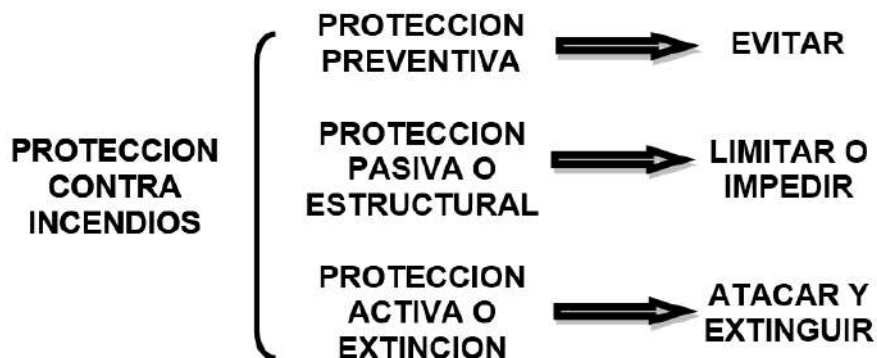 PROTECCION
CONTRA
INCENDIOS
PROTECCION
PREVENTIVA
EVITAR
PROTECCION
PASIVA O
ESTRUCTURAL
LIMITAR O
IMPEDIR
PROTECCION
ACTIVA O
EXTINCION
ATACAR Y
EXTINGUIR